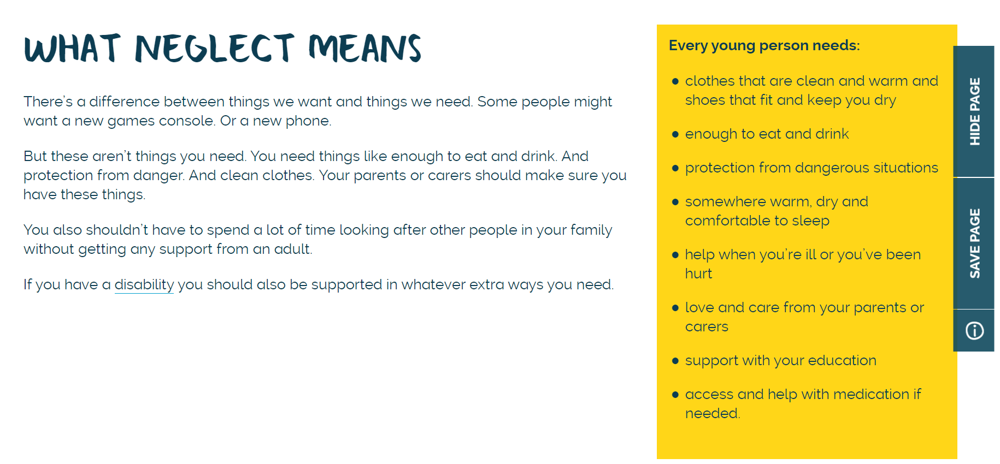 WHAT NEGLECT MEANS
There's a difference between things we want and things we need. Some people might
want a new games console. Or a new phone.
But these aren't things you need. You need things like enough to eat and drink. And
protection from danger. And clean clothes. Your parents or carers should make sure you
have these things.
You also shouldn't have to spend a lot of time looking after other people in your family
without getting any support from an adult.
If you have a disability you should also be supported in whatever extra ways you need.
Every young person needs:
● clothes that are clean and warm and
shoes that fit and keep you dry
● enough to eat and drink
● protection from dangerous situations
● somewhere warm, dry and
comfortable to sleep
● help when you're ill or you've been
hurt
● love and care from your parents or
carers
● support with your education
● access and help with medication if
needed.
HIDE PAGE
SAVE PAGE